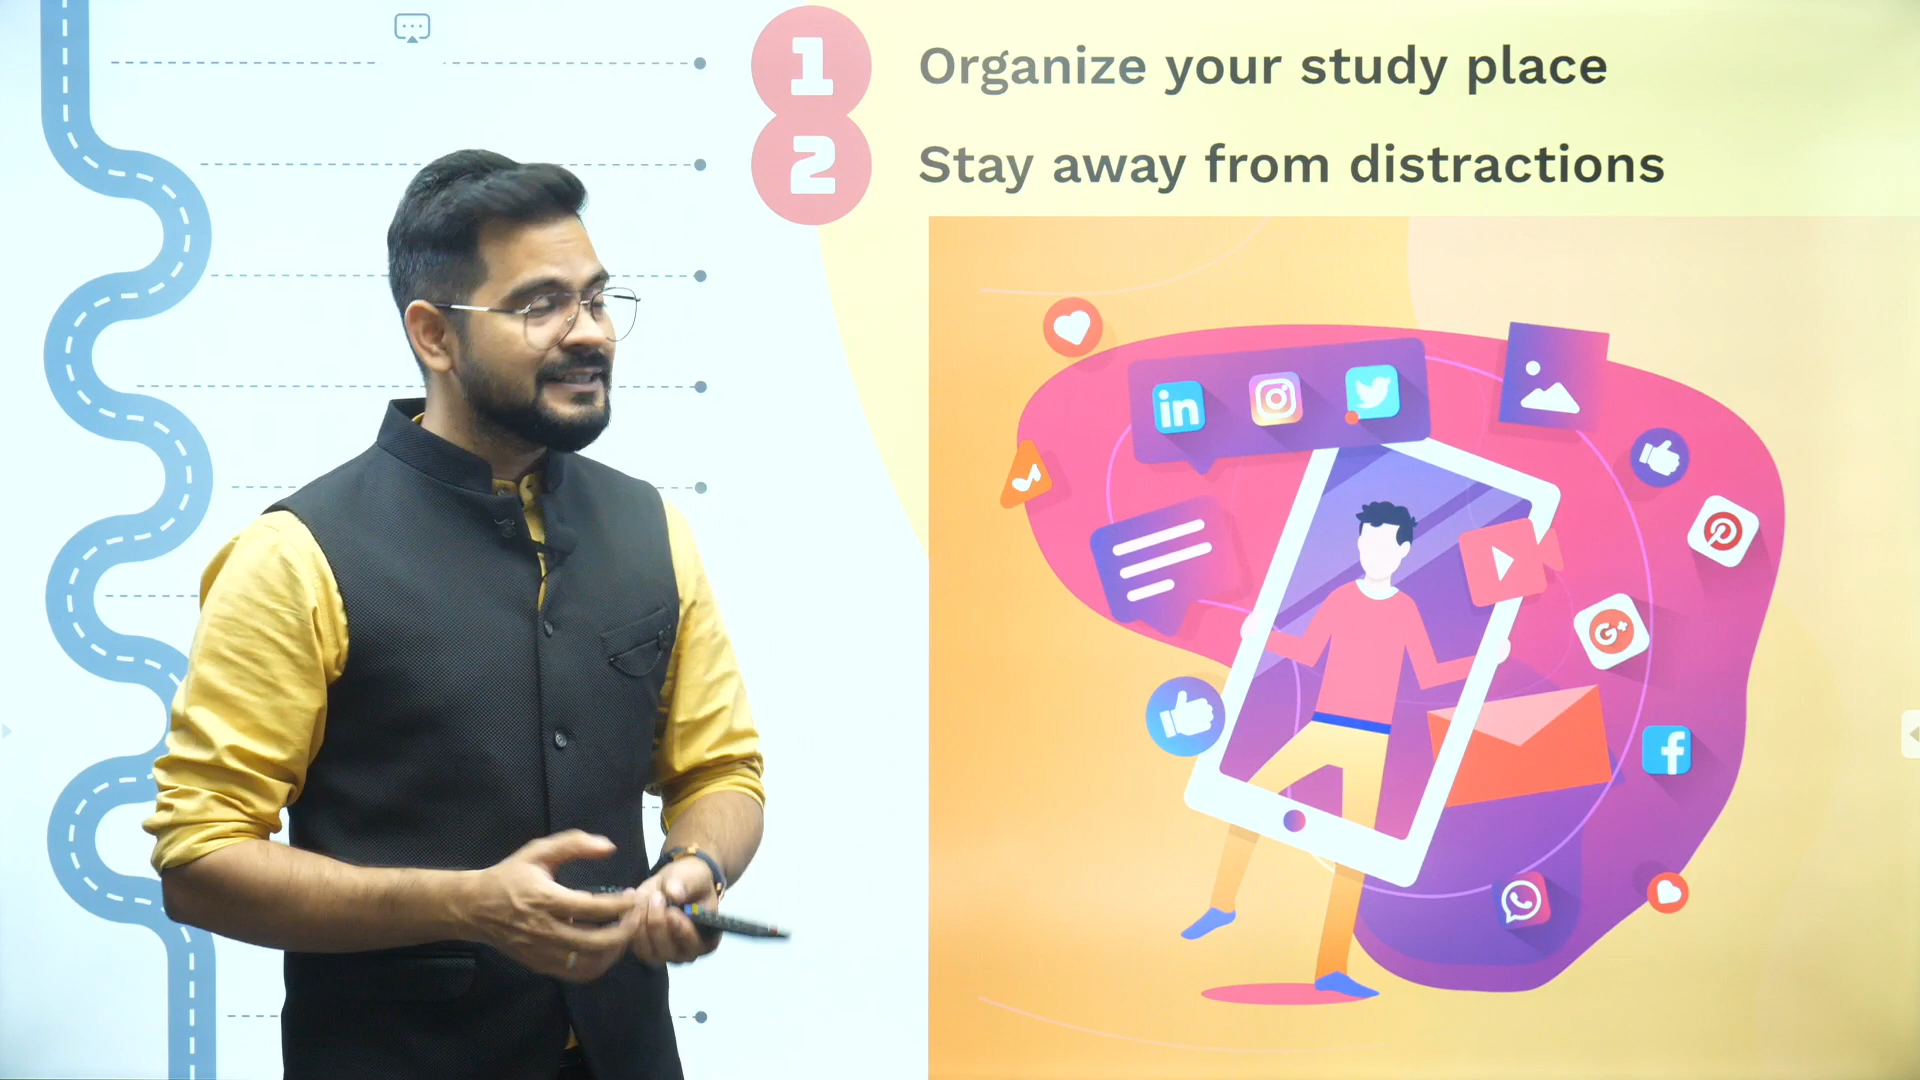 1 Organize your study place
2 Stay away from distractions
in
G+
f